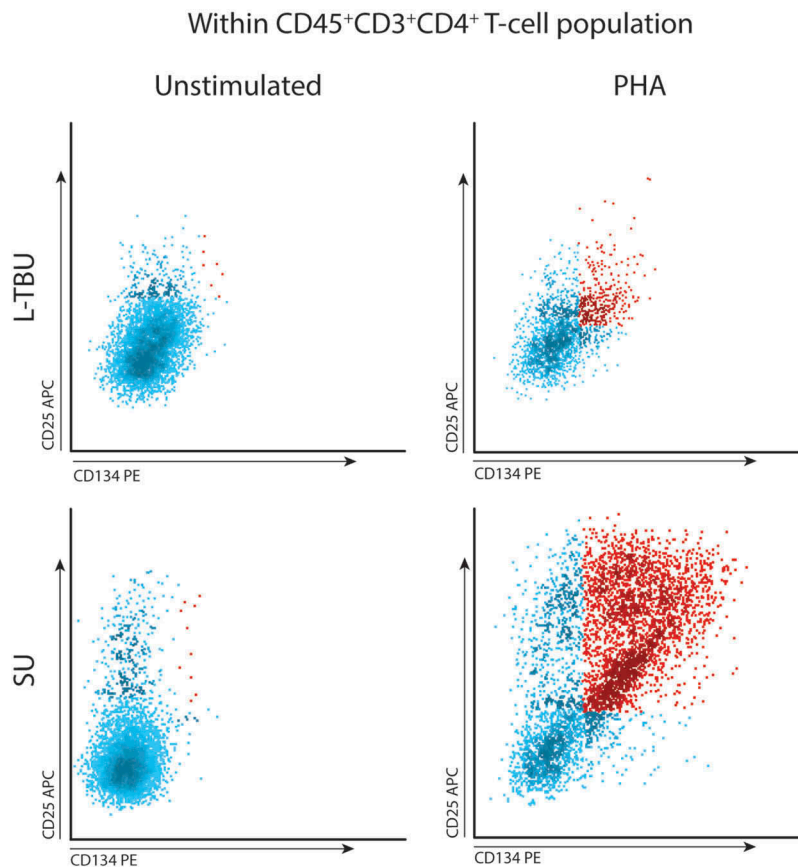 Within CD45⁺CD3⁺CD4⁺ T-cell population
Unstimulated
PHA
L-TBU
CD25 APC
CD134 PE
CD25 APC
CD134 PE
SU
CD25 APC
CD134 PE
CD25 APC
CD134 PE